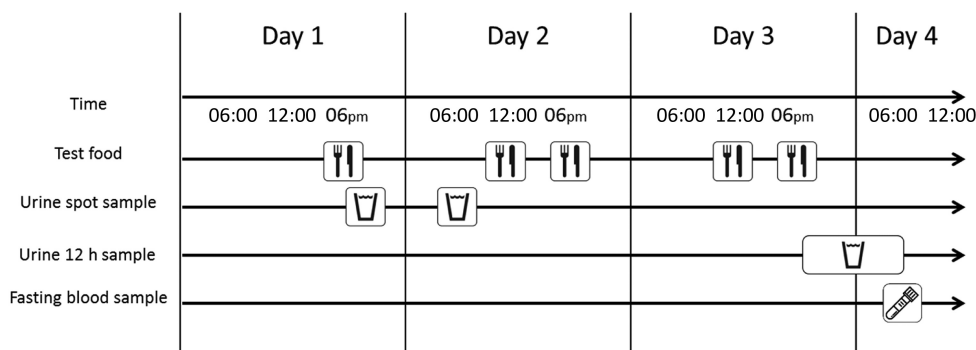 Day 1 Day 2 Day 3 Day 4
Time
06:00 12:00 06pm 06:00 12:00 06pm 06:00 12:00 06pm 06:00 12:00
Test food
Urine spot sample
Urine 12 h sample
Fasting blood sample